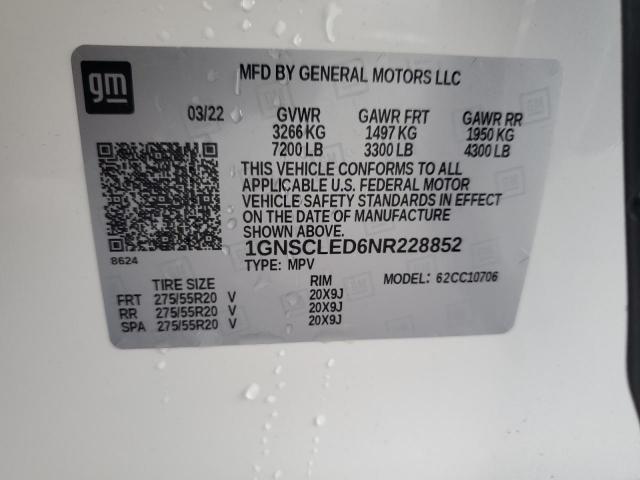 gm
MFD BY GENERAL MOTORS LLC
03/22 GVWR GAWR FRT GAWR RR
3266 KG 1497 KG 1950 KG
7200 LB 3300 LB 4300 LB
THIS VEHICLE CONFORMS TO ALL
APPLICABLE U.S. FEDERAL MOTOR
VEHICLE SAFETY STANDARDS IN EFFECT
ON THE DATE OF MANUFACTURE
SHOWN ABOVE.
1GNSCLED6NR228852
8624
TYPE: MPV
MODEL: 62CC10706
TIRE SIZE RIM
FRT 275/55R20 V 20X9J
RR 275/55R20 V 20X9J
SPA 275/55R20 V 20X9J